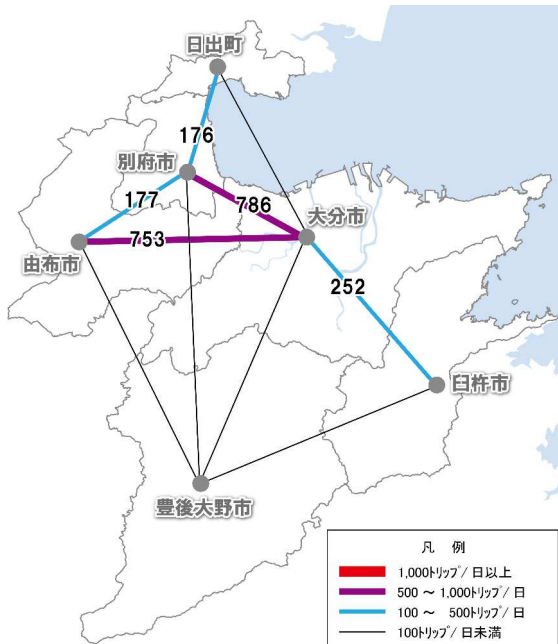 日出町
176
別府市
177
786
大分市
753
由布市
252
臼杵市
豊後大野市
凡 例
1,000トリップ/日以上
500 ～ 1,000トリップ/日
100 ～ 500トリップ/日
100トリップ/日未満